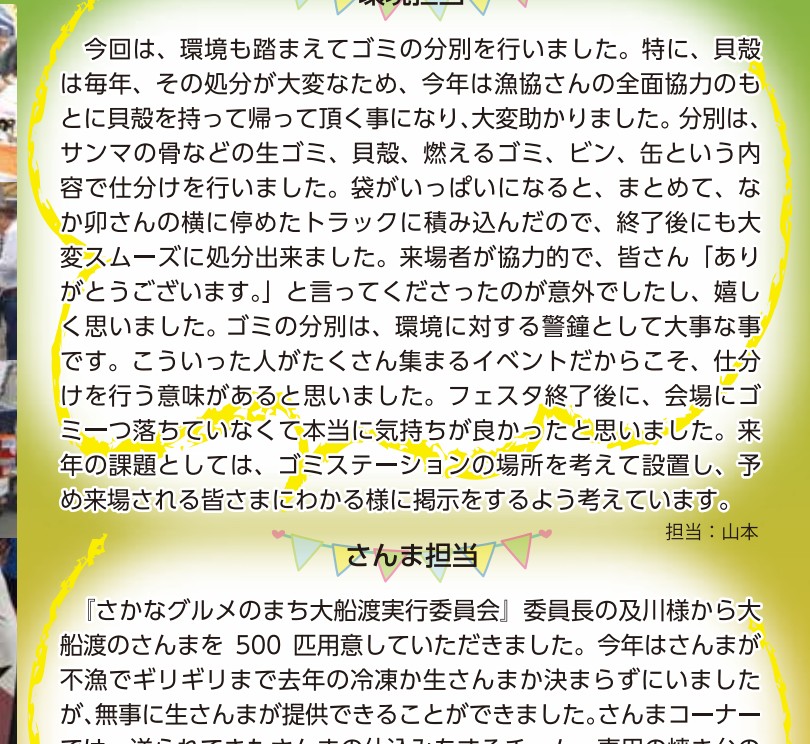 環境担当
今回は、環境も踏まえてゴミの分別を行いました。特に、貝殻
は毎年、その処分が大変なため、今年は漁協さんの全面協力のも
とに貝殻を持って帰って頂く事になり、大変助かりました。分別は、
サンマの骨などの生ゴミ、貝殻、燃えるゴミ、ビン、缶という内
容で仕分けを行いました。袋がいっぱいになると、まとめて、な
か卯さんの横に停めたトラックに積み込んだので、終了後にも大
変スムーズに処分出来ました。来場者が協力的で、皆さん「あり
がとうございます。」と言ってくださったのが意外でしたし、嬉し
く思いました。ゴミの分別は、環境に対する警鐘として大事な事
です。こういった人がたくさん集まるイベントだからこそ、仕分
けを行う意味があると思いました。フェスタ終了後に、会場にゴ
ミ一つ落ちていなくて本当に気持ちが良かったと思いました。来
年の課題としては、ゴミステーションの場所を考えて設置し、予
め来場される皆さまにわかる様に掲示をするよう考えています。
担当：山本
さんま担当
『さかなグルメのまち大船渡実行委員会』委員長の及川様から大
船渡のさんまを 500 匹用意していただきました。今年はさんまが
不漁でギリギリまで去年の冷凍か生さんまか決まらずにいました
が、無事に生さんまが提供できることができました。さんまコーナー